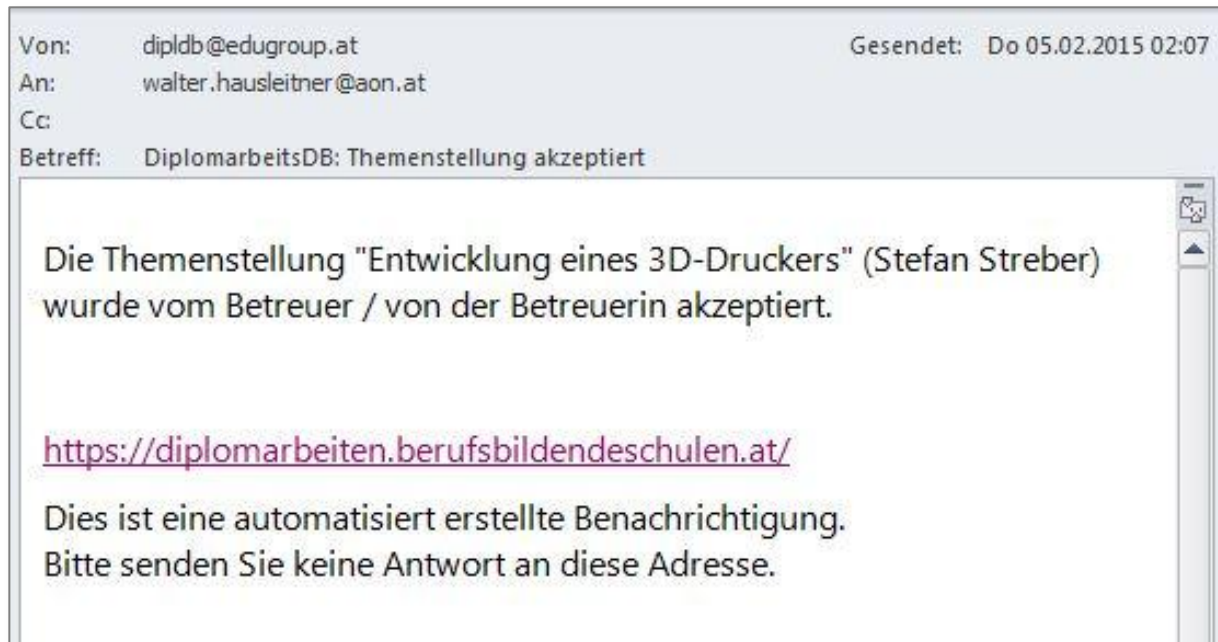 Von: dipldb@edugroup.at Gesendet: Do 05.02.2015 02:07
An: walter.hausleitner@aon.at
Cc:
Betreff: DiplomarbeitsDB: Themenstellung akzeptiert
Die Themenstellung "Entwicklung eines 3D-Druckers" (Stefan Streber)
wurde vom Betreuer / von der Betreuerin akzeptiert.
https://diplomarbeiten.berufsbildendeschulen.at/
Dies ist eine automatisiert erstellte Benachrichtigung.
Bitte senden Sie keine Antwort an diese Adresse.